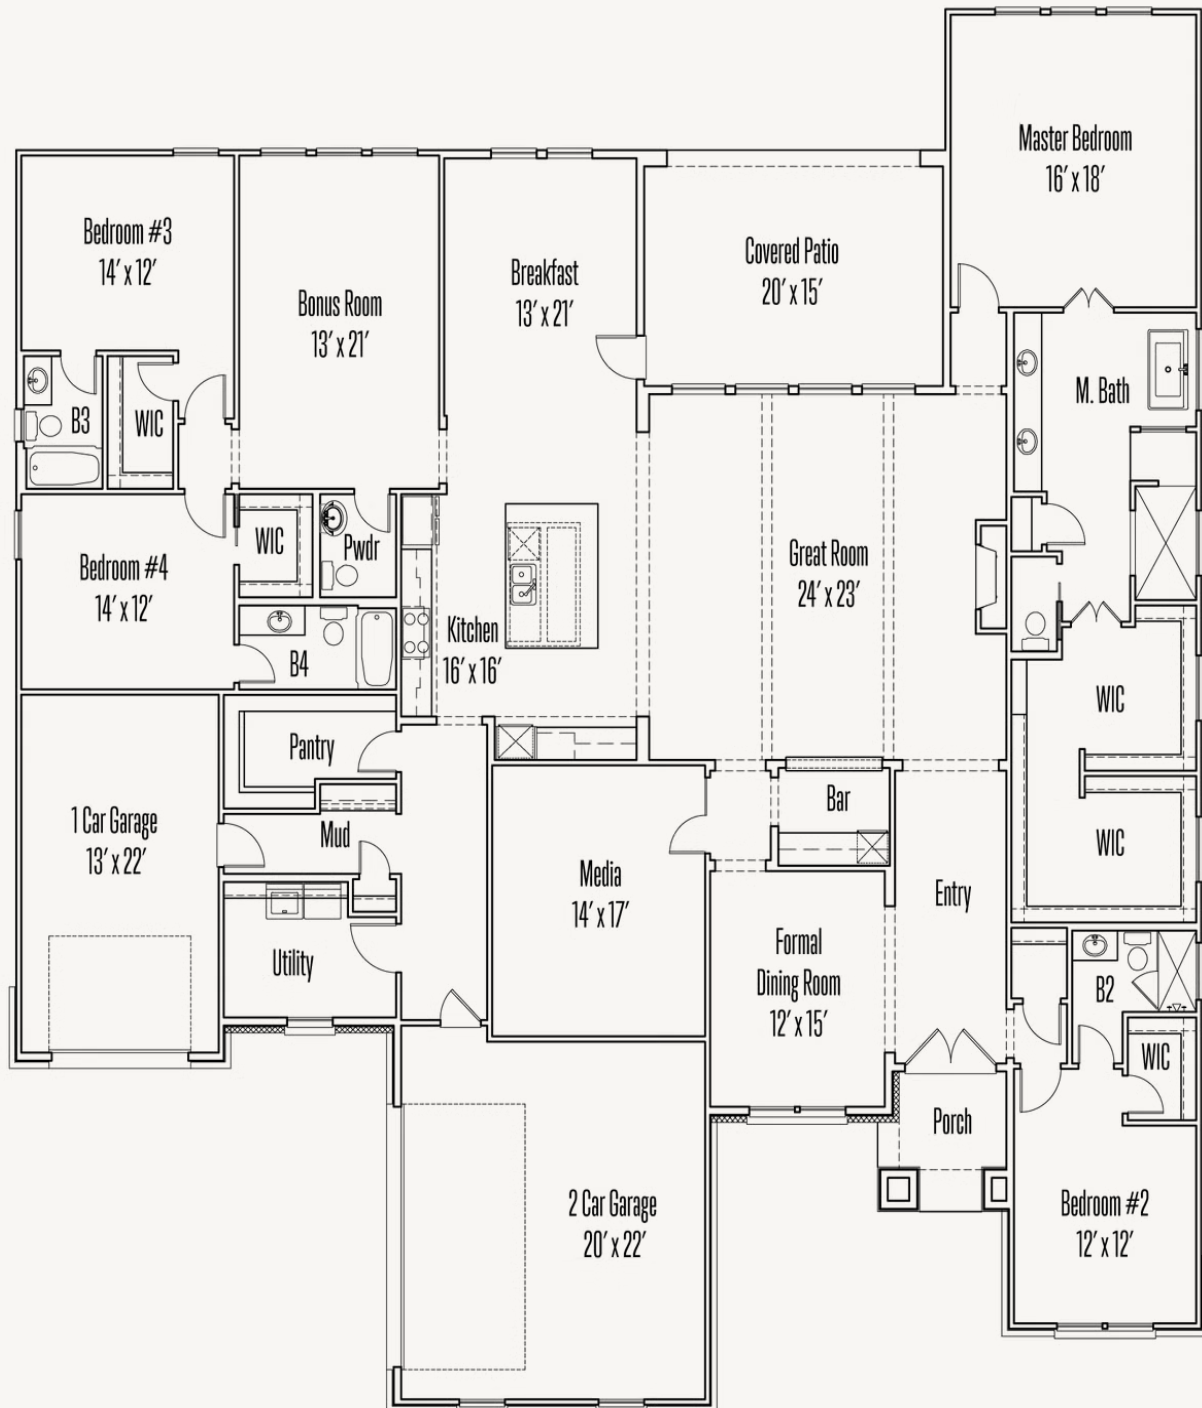 Master Bedroom
16' x 18'
Bedroom #3
14' x 12'
Bonus Room
13' x 21'
Breakfast
13' x 21'
Covered Patio
20' x 15'
M. Bath
B3
WIC
Bedroom #4
14' x 12'
WIC
Pwdr
B4
Kitchen
16' x 16'
Great Room
24' x 23'
WIC
WIC
Pantry
Mud
1 Car Garage
13' x 22'
Utility
Media
14' x 17'
Bar
Formal
Dining Room
12' x 15'
Entry
B2
WIC
Porch
Bedroom #2
12' x 12'
2 Car Garage
20' x 22'